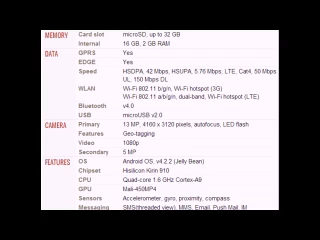 MEMORY Card slot microSD, up to 32 GB
Internal 16 GB, 2 GB RAM
DATA GPRS Yes
EDGE Yes
Speed HSDPA, 42 Mbps, HSUPA, 5.76 Mbps, LTE, Cat4, 50 Mbps
UL, 150 Mbps DL
WLAN Wi-Fi 802.11 b/g/n, Wi-Fi hotspot (3G)
Wi-Fi 802.11 a/b/g/n, dual-band, Wi-Fi hotspot (LTE)
Bluetooth v4.0
USB microUSB v2.0
CAMERA Primary 13 MP, 4160 x 3120 pixels, autofocus, LED flash
Features Geo-tagging
Video 1080p
Secondary 5 MP
FEATURES OS Android OS, v4.2.2 (Jelly Bean)
Chipset Hisilicon Kirin 910
CPU Quad-core 1.6 GHz Cortex-A9
GPU Mali-450MP4
Sensors Accelerometer, gyro, proximity, compass
Messaging SMS(threaded view), MMS, Email, Push Mail, IM